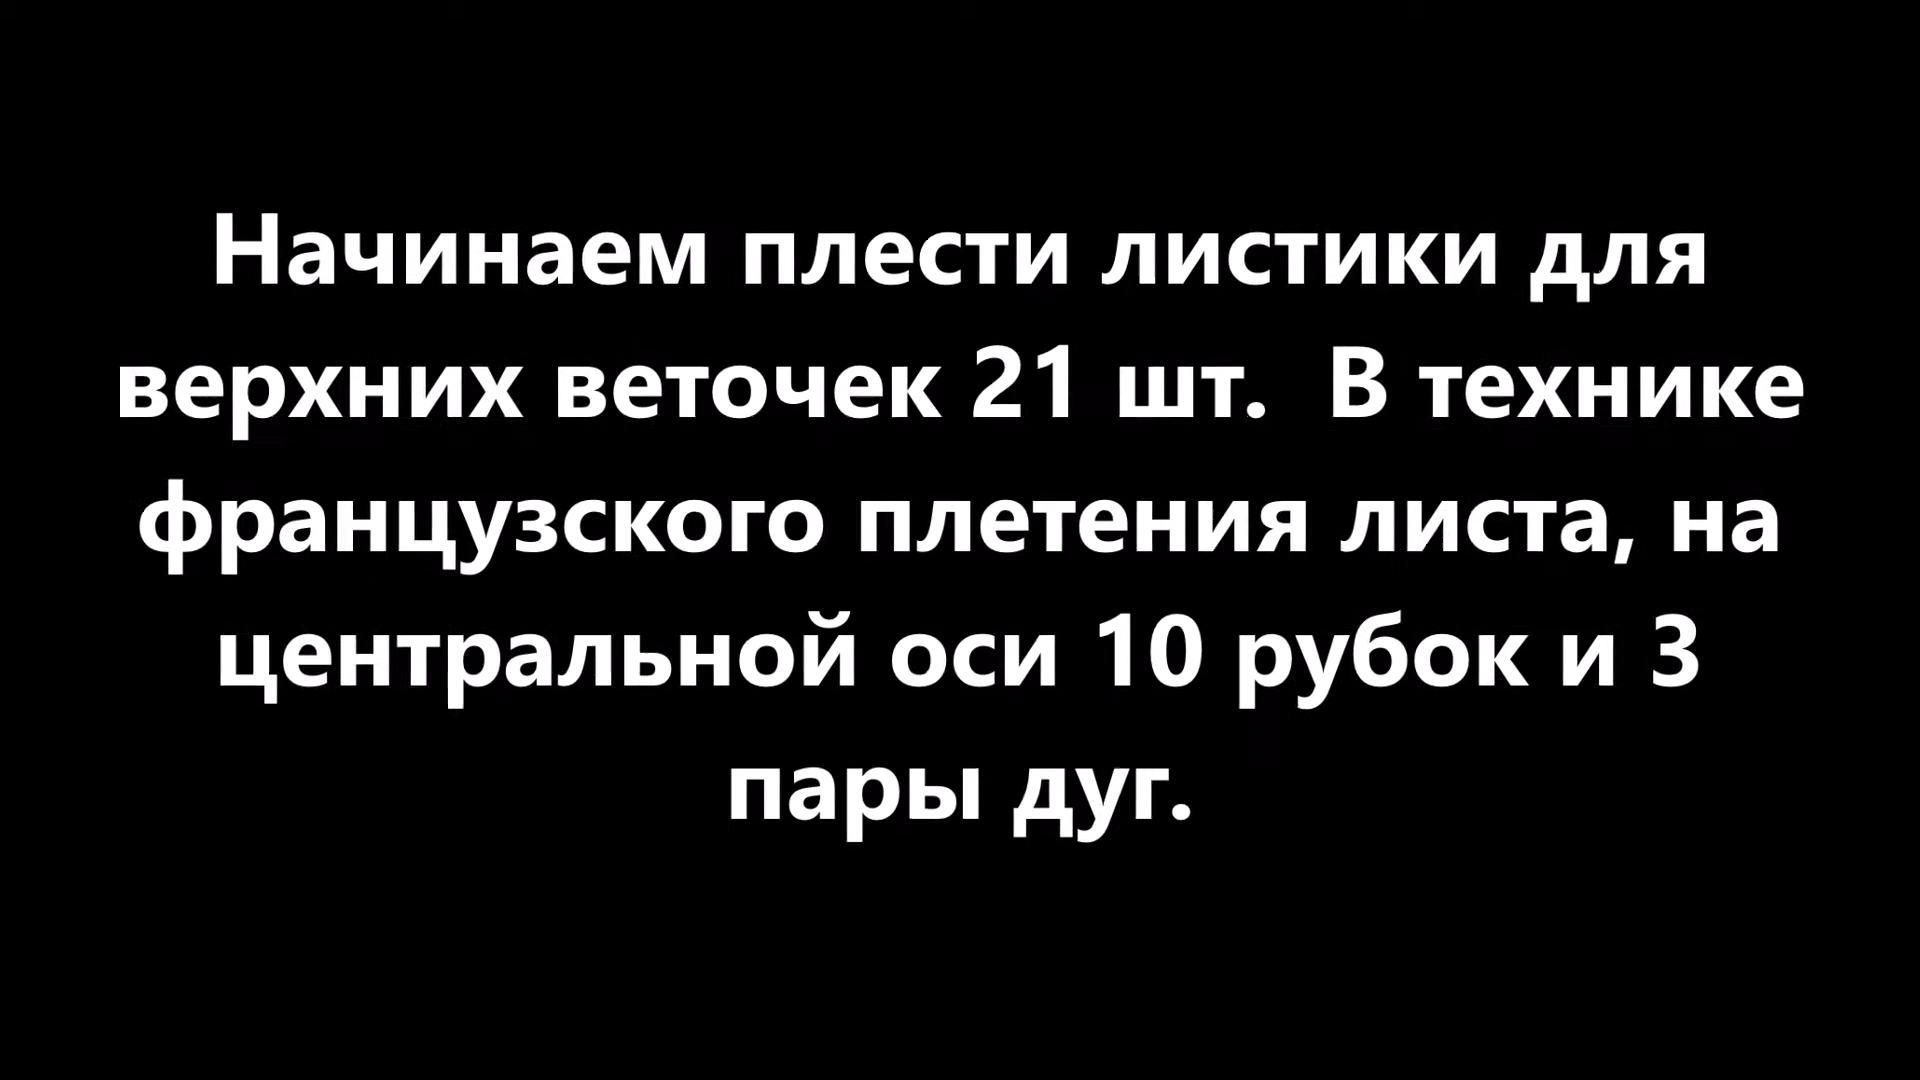 Начинаем плести листики для
верхних веточек 21 шт.  В технике
французского плетения листа, на
центральной оси 10 рубок и 3
пары дуг.